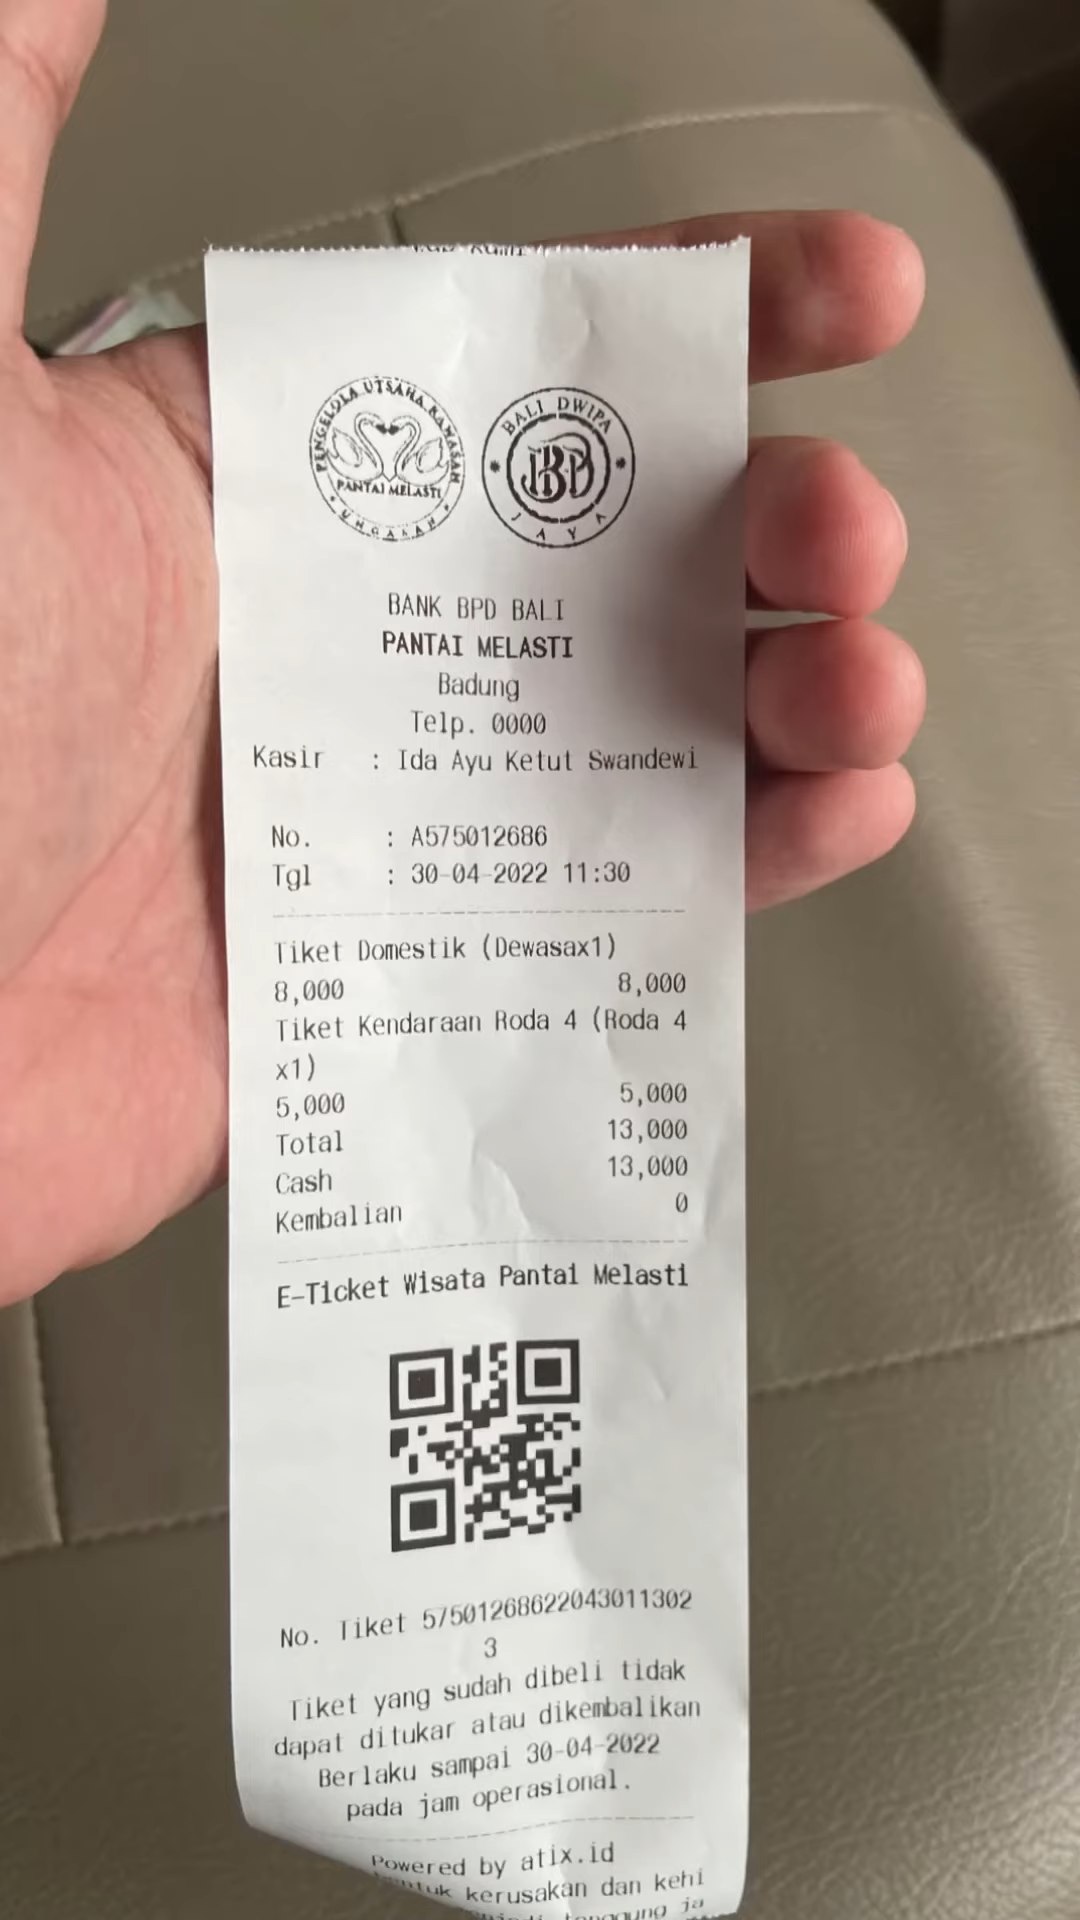 PENGELOLA UTSAHA KAWASAN
PANTAI MELASTI
UNGASAN
BALI DWIPA
BD
JAYA
BANK BPD BALI
PANTAI MELASTI
Badung
Telp. 0000
Kasir : Ida Ayu Ketut Swandewi
No. : A575012686
Tgl : 30-04-2022 11:30
Tiket Domestik (Dewasax1)
8,000 8,000
Tiket Kendaraan Roda 4 (Roda 4
x1)
5,000 5,000
Total 13,000
Cash 13,000
Kembalian 0
E-Ticket Wisata Pantai Melasti
No. Tiket 57501268622043011302
3
Tiket yang sudah dibeli tidak
dapat ditukar atau dikembalikan
Berlaku sampai 30-04-2022
pada jam operasional.
Powered by atix.id
kerusakan dan kehi